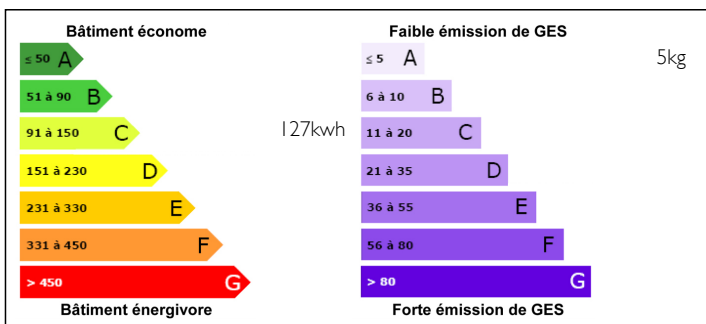 Bâtiment économe
≤ 50 A
51 à 90 B
91 à 150 C
127kwh
151 à 230 D
231 à 330 E
331 à 450 F
> 450 G
Bâtiment énergivore
Faible émission de GES
≤ 5 A
5kg
6 à 10 B
11 à 20 C
21 à 35 D
36 à 55 E
56 à 80 F
> 80 G
Forte émission de GES